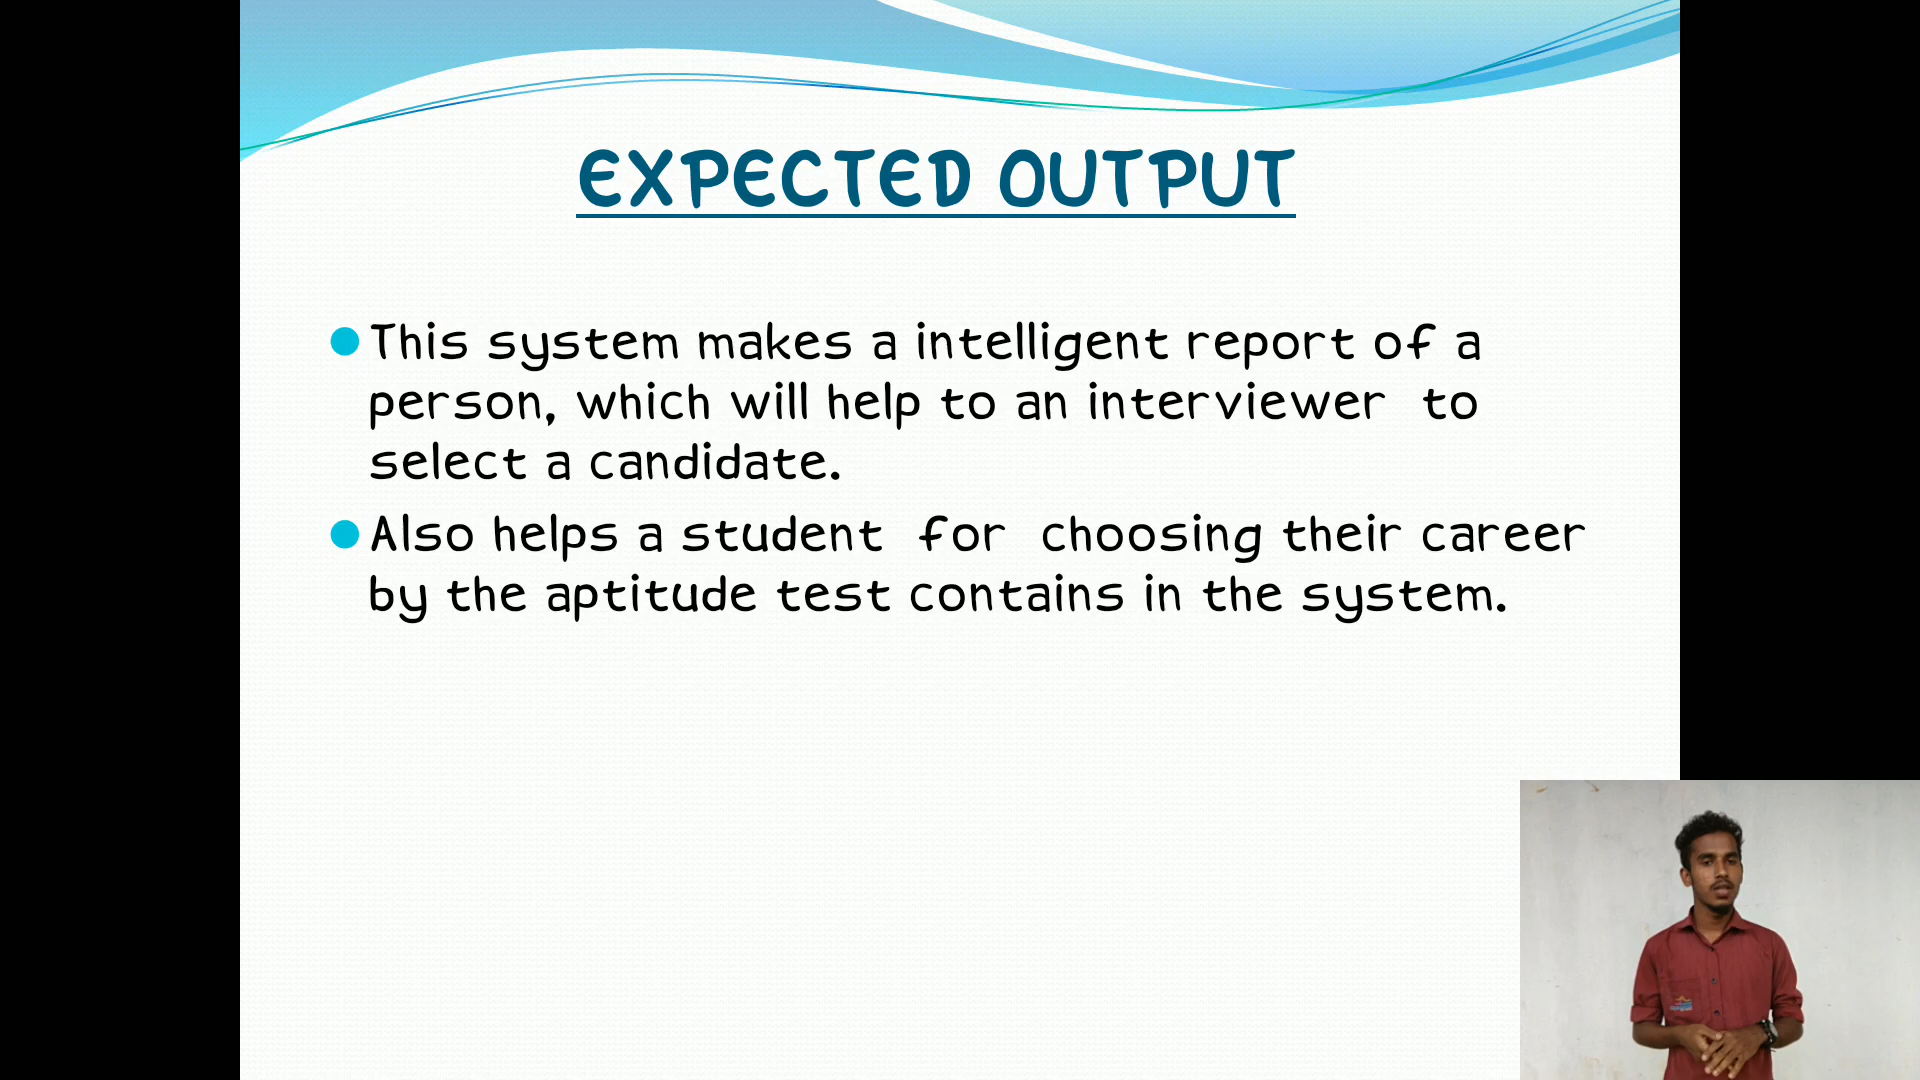 EXPECTED OUTPUT
This system makes a intelligent report of a
person, which will help to an interviewer to
select a candidate.
Also helps a student for choosing their career
by the aptitude test contains in the system.